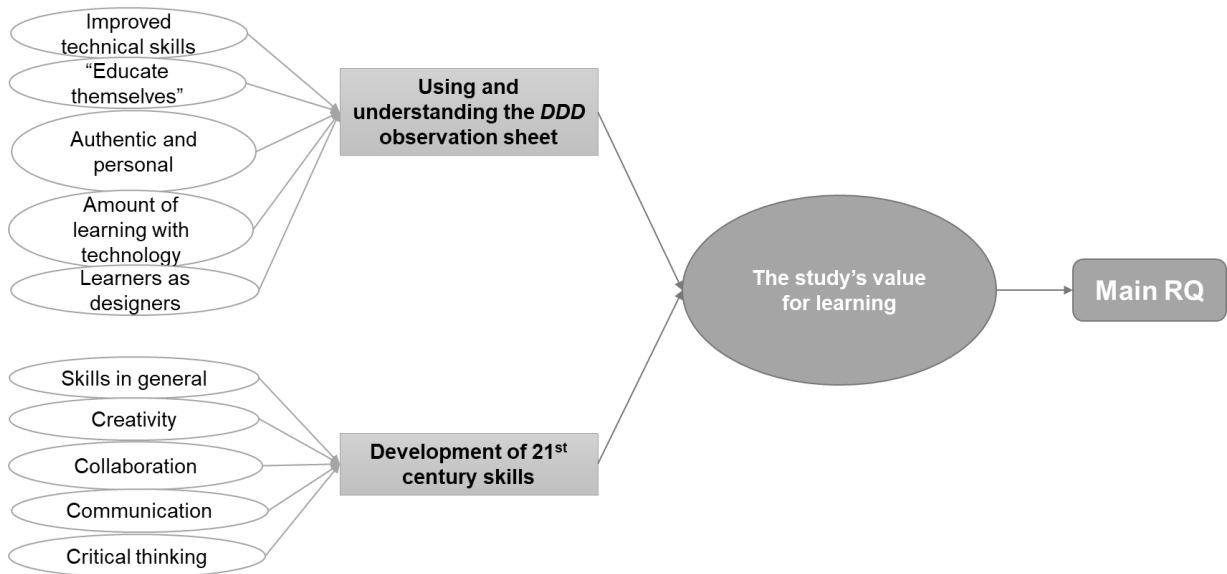 Improved
technical skills
“Educate
themselves”
Authentic and
personal
Amount of
learning with
technology
Learners as
designers
Using and
understanding the DDD
observation sheet
Skills in general
Creativity
Collaboration
Communication
Critical thinking
Development of 21st
century skills
The study’s value
for learning
Main RQ